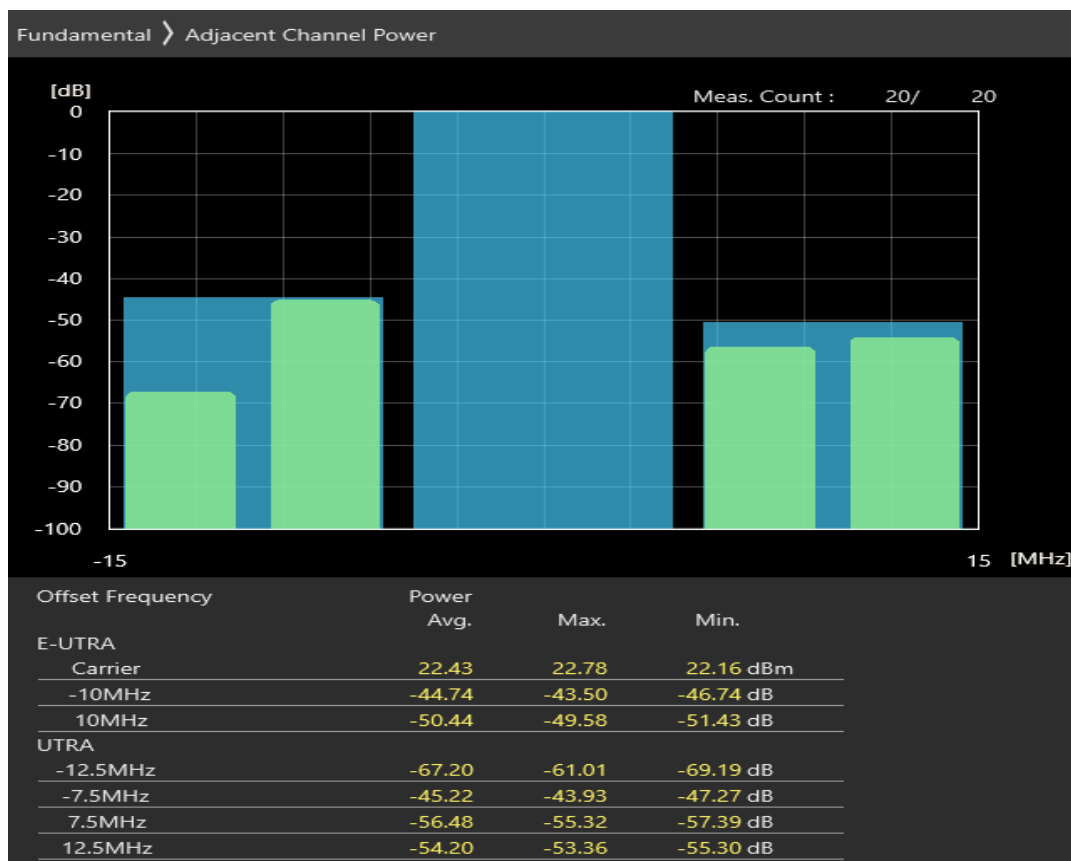 Fundamental 》 Adjacent Channel Power
[dB]
Meas. Count : 20/ 20
0
-10
-20
-30
-40
-50
-60
-70
-80
-90
-100
-15 15 [MHz]
Offset Frequency Power
Avg. Max. Min.
E-UTRA
Carrier 22.43 22.78 22.16 dBm
-10MHz -44.74 -43.50 -46.74 dB
10MHz -50.44 -49.58 -51.43 dB
UTRA
-12.5MHz -67.20 -61.01 -69.19 dB
-7.5MHz -45.22 -43.93 -47.27 dB
7.5MHz -56.48 -55.32 -57.39 dB
12.5MHz -54.20 -53.36 -55.30 dB